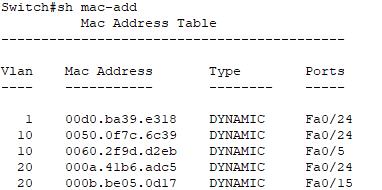 Switch#sh mac-add
Mac Address Table
-------------------------------------------
Vlan Mac Address Type Ports
---- ----------- -------- -----
1 00d0.ba39.e318 DYNAMIC Fa0/24
10 0050.0f7c.6c39 DYNAMIC Fa0/24
10 0060.2f9d.d2eb DYNAMIC Fa0/5
20 000a.41b6.adc5 DYNAMIC Fa0/24
20 000b.be05.0d17 DYNAMIC Fa0/15